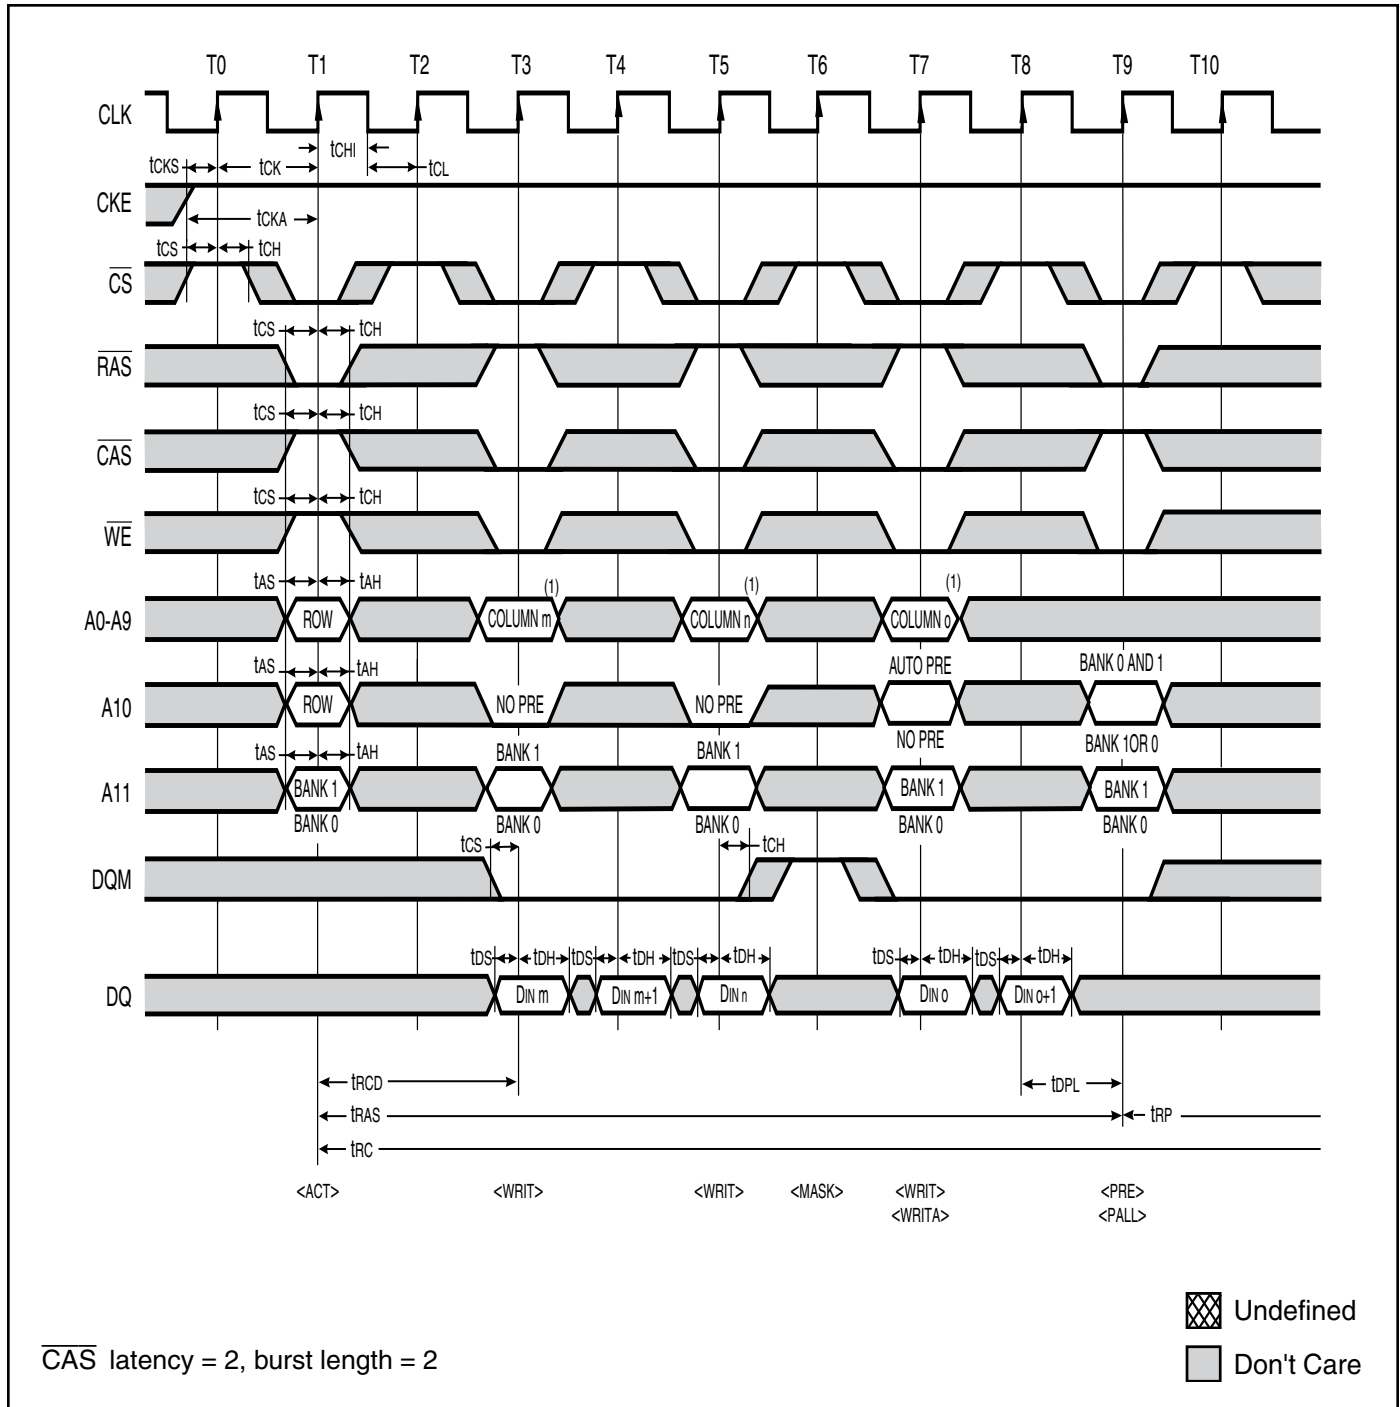 T0 T1 T2 T3 T4 T5 T6 T7 T8 T9 T10
CLK
tCHI
tCKS tCK tCL
CKE
tCKA
tCS tCH
CS
tCS tCH
RAS
tCS tCH
CAS
tCS tCH
WE
tAS tAH (1) (1) (1)
A0-A9 ROW COLUMN m COLUMN n COLUMN o
tAS tAH AUTO PRE BANK 0 AND 1
A10 ROW NO PRE NO PRE
NO PRE BANK 1OR 0
tAS tAH BANK 1 BANK 1
A11 BANK 1 BANK 1 BANK 1
BANK 0 BANK 0 BANK 0 BANK 0 BANK 0
tCS tCH
DQM
tDS tDH tDS tDH tDS tDH tDS tDH tDS tDH
DQ DIN m DIN m+1 DIN n DIN o DIN o+1
tRCD tDPL
tRAS tRP
tRC
<ACT> <WRIT> <WRIT> <MASK> <WRIT> <PRE>
<WRITA> <PALL>
Undefined
CAS latency = 2, burst length = 2 Don't Care